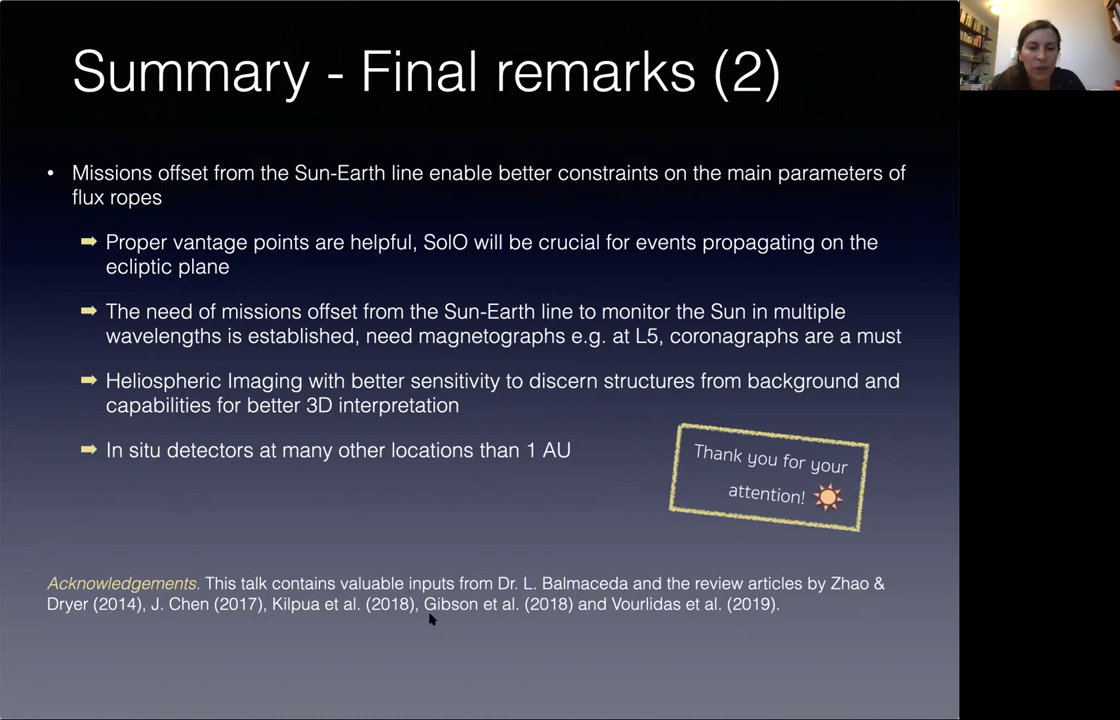 Summary - Final remarks (2)
• Missions offset from the Sun-Earth line enable better constraints on the main parameters of
flux ropes
➡ Proper vantage points are helpful, SolO will be crucial for events propagating on the
ecliptic plane
➡ The need of missions offset from the Sun-Earth line to monitor the Sun in multiple
wavelengths is established, need magnetographs e.g. at L5, coronagraphs are a must
➡ Heliospheric Imaging with better sensitivity to discern structures from background and
capabilities for better 3D interpretation
➡ In situ detectors at many other locations than 1 AU
Thank you for your
attention!
Acknowledgements. This talk contains valuable inputs from Dr. L. Balmaceda and the review articles by Zhao &
Dryer (2014), J. Chen (2017), Kilpua et al. (2018), Gibson et al. (2018) and Vourlidas et al. (2019).